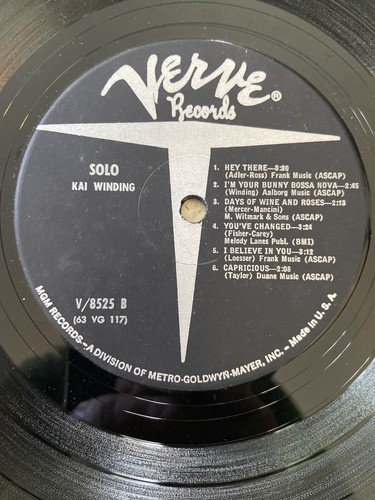 VERVE®
Records
SOLO
KAI WINDING
V/8525 B
(63 VG 117)
1. HEY THERE—3:30
(Adler-Ross) Frank Music (ASCAP)
2. I'M YOUR BUNNY BOSSA NOVA—2:45
(Winding) Aalborg Music (ASCAP)
3. DAYS OF WINE AND ROSES—2:13
(Mercer-Mancini)
M. Witmark & Sons (ASCAP)
4. YOU'VE CHANGED—3:24
(Fisher-Carey)
Melody Lanes Publ. (BMI)
5. I BELIEVE IN YOU—3:12
(Loesser) Frank Music (ASCAP)
6. CAPRICIOUS—2:08
(Taylor) Duane Music (ASCAP)
MGM RECORDS—A DIVISION OF METRO-GOLDWYN-MAYER, INC.—Made in U.S.A.